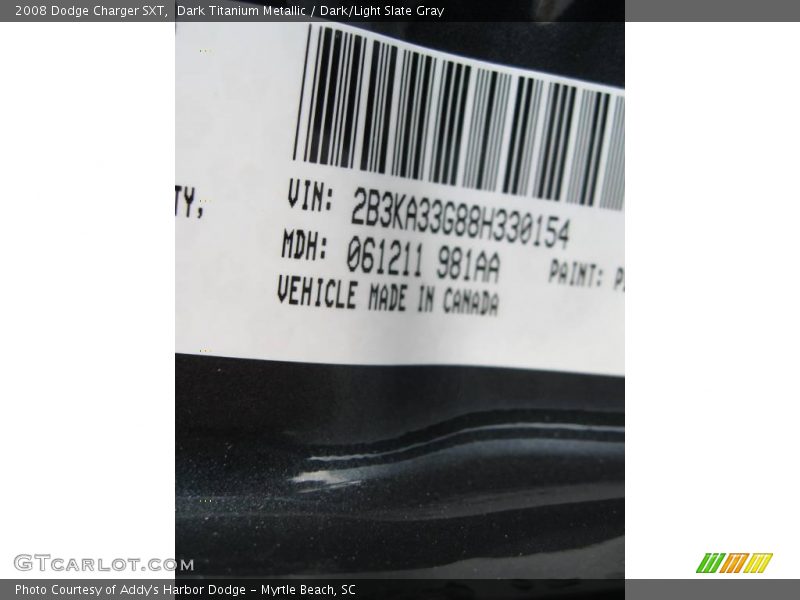 2008 Dodge Charger SXT, Dark Titanium Metallic / Dark/Light Slate Gray
TY,
VIN: 2B3KA33G88H330154
MDH: 061211 981AA
PAINT:
VEHICLE MADE IN CANADA
GTCARLOT.COM™
Photo Courtesy of Addy's Harbor Dodge - Myrtle Beach, SC